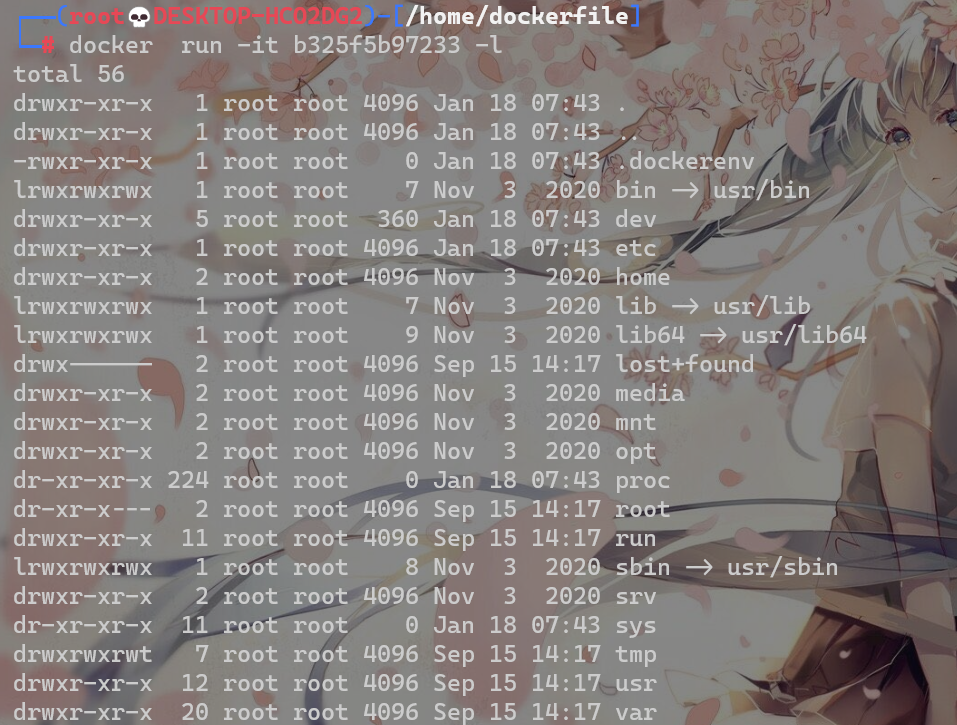 ┌──(root💀DESKTOP-HCO2DG2)-[/home/dockerfile]
└─# docker  run -it b325f5b97233 -l
total 56
drwxr-xr-x   1 root root 4096 Jan 18 07:43 .
drwxr-xr-x   1 root root 4096 Jan 18 07:43 ..
-rwxr-xr-x   1 root root    0 Jan 18 07:43 .dockerenv
lrwxrwxrwx   1 root root    7 Nov  3  2020 bin -> usr/bin
drwxr-xr-x   5 root root  360 Jan 18 07:43 dev
drwxr-xr-x   1 root root 4096 Jan 18 07:43 etc
drwxr-xr-x   2 root root 4096 Nov  3  2020 home
lrwxrwxrwx   1 root root    7 Nov  3  2020 lib -> usr/lib
lrwxrwxrwx   1 root root    9 Nov  3  2020 lib64 -> usr/lib64
drwx------   2 root root 4096 Sep 15 14:17 lost+found
drwxr-xr-x   2 root root 4096 Nov  3  2020 media
drwxr-xr-x   2 root root 4096 Nov  3  2020 mnt
drwxr-xr-x   2 root root 4096 Nov  3  2020 opt
dr-xr-xr-x 224 root root    0 Jan 18 07:43 proc
dr-xr-x---   2 root root 4096 Sep 15 14:17 root
drwxr-xr-x  11 root root 4096 Sep 15 14:17 run
lrwxrwxrwx   1 root root    8 Nov  3  2020 sbin -> usr/sbin
drwxr-xr-x   2 root root 4096 Nov  3  2020 srv
dr-xr-xr-x  11 root root    0 Jan 18 07:43 sys
drwxrwxrwt   7 root root 4096 Sep 15 14:17 tmp
drwxr-xr-x  12 root root 4096 Sep 15 14:17 usr
drwxr-xr-x  20 root root 4096 Sep 15 14:17 var